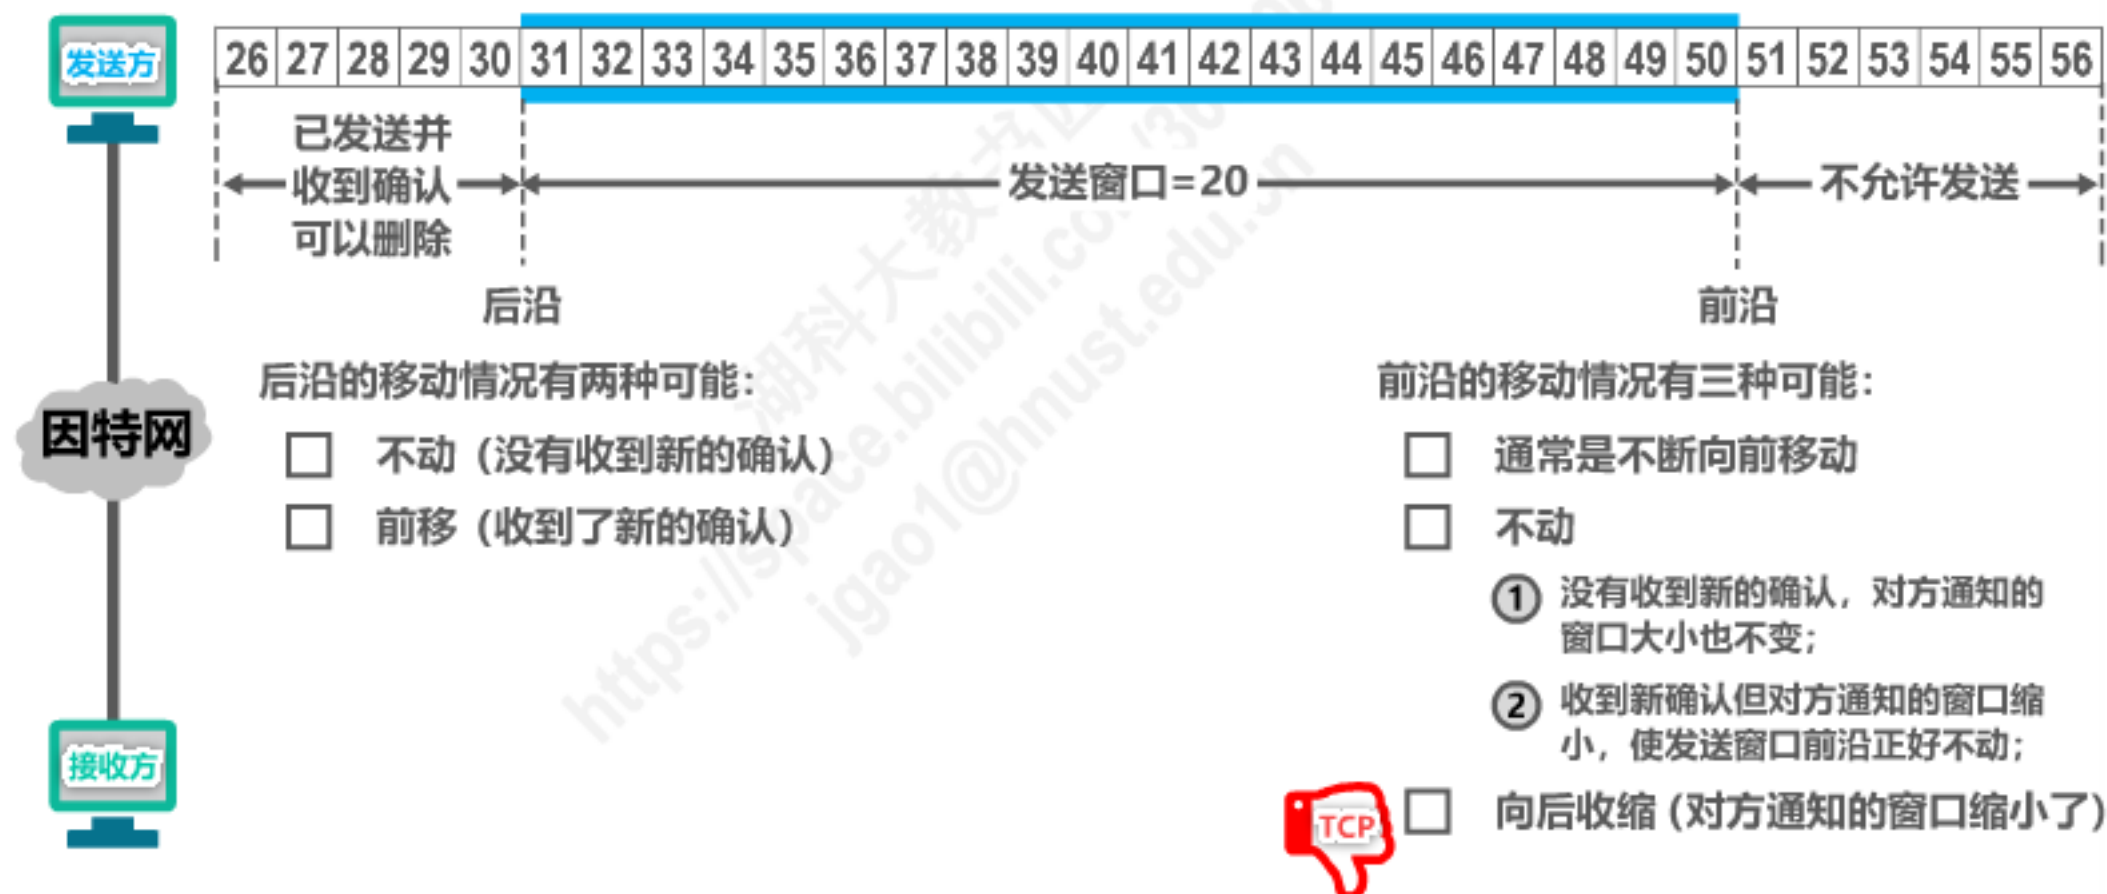 发送方
26 27 28 29 30 31 32 33 34 35 36 37 38 39 40 41 42 43 44 45 46 47 48 49 50 51 52 53 54 55 56
已发送并
收到确认
可以删除
发送窗口=20
不允许发送
后沿
前沿
后沿的移动情况有两种可能：
不动（没有收到新的确认）
前移（收到了新的确认）
前沿的移动情况有三种可能：
通常是不断向前移动
不动
1 没有收到新的确认，对方通知的
窗口大小也不变；
2 收到新确认但对方通知的窗口缩
小，使发送窗口前沿正好不动；
TCP
向后收缩（对方通知的窗口缩小了）
因特网
接收方
jgao1@hnust.edu.cn